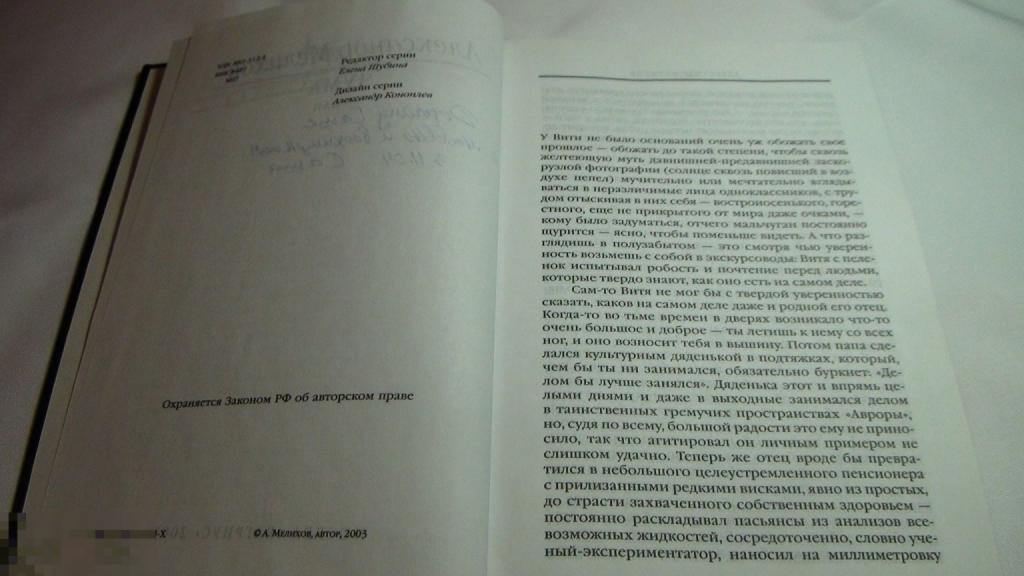 Редактор серии
Елена Шубина
Дизайн серии
Александр Коноплев
Охраняется Законом РФ об авторском праве
© А. Мелихов, автор, 2003
У Вити не было оснований очень уж обожать свое
прошлое — обожать до такой степени, чтобы сквозь
желтеющую муть давнишней-предавнишней заско-
рузлой фотографии (солнце сквозь повисший в воз-
духе пепел) мучительно или мечтательно вгляды-
ваться в неразличимые лица одноклассников, с тру-
дом отыскивая в них себя — востроносенького, горе-
стного, еще не прикрытого от мира даже очками, —
кому было задуматься, отчего мальчуган постоянно
щурится — ясно, чтобы поменьше видеть. А что раз-
глядишь в полузабытом — это смотря чью уверен-
ность возьмешь с собой в экскурсоводы: Витя с пеле-
нок испытывал робость и почтение перед людьми,
которые твердо знают, как оно есть на самом деле.
Сам-то Витя не мог бы с твердой уверенностью
сказать, каков на самом деле даже и родной его отец.
Когда-то во тьме времен в дверях возникало что-то
очень большое и доброе — ты летишь к нему со всех
ног, и оно возносит тебя в вышину. Потом папа сде-
лался культурным дяденькой в подтяжках, который,
чем бы ты ни занимался, обязательно буркнет: «Де-
лом бы лучше занялся». Дяденька этот и впрямь це-
лыми днями и даже в выходные занимался делом
в таинственных гремучих пространствах «Авроры»,
но, судя по всему, большой радости это ему не прино-
сило, так что агитировал он личным примером не
слишком удачно. Теперь же отец вроде бы превра-
тился в небольшого целеустремленного пенсионера
с прилизанными редкими висками, явно из простых,
до страсти захваченного собственным здоровьем —
постоянно раскладывал пасьянсы из анализов все-
возможных жидкостей, сосредоточенно, словно уче-
ный-экспериментатор, наносил на миллиметровку